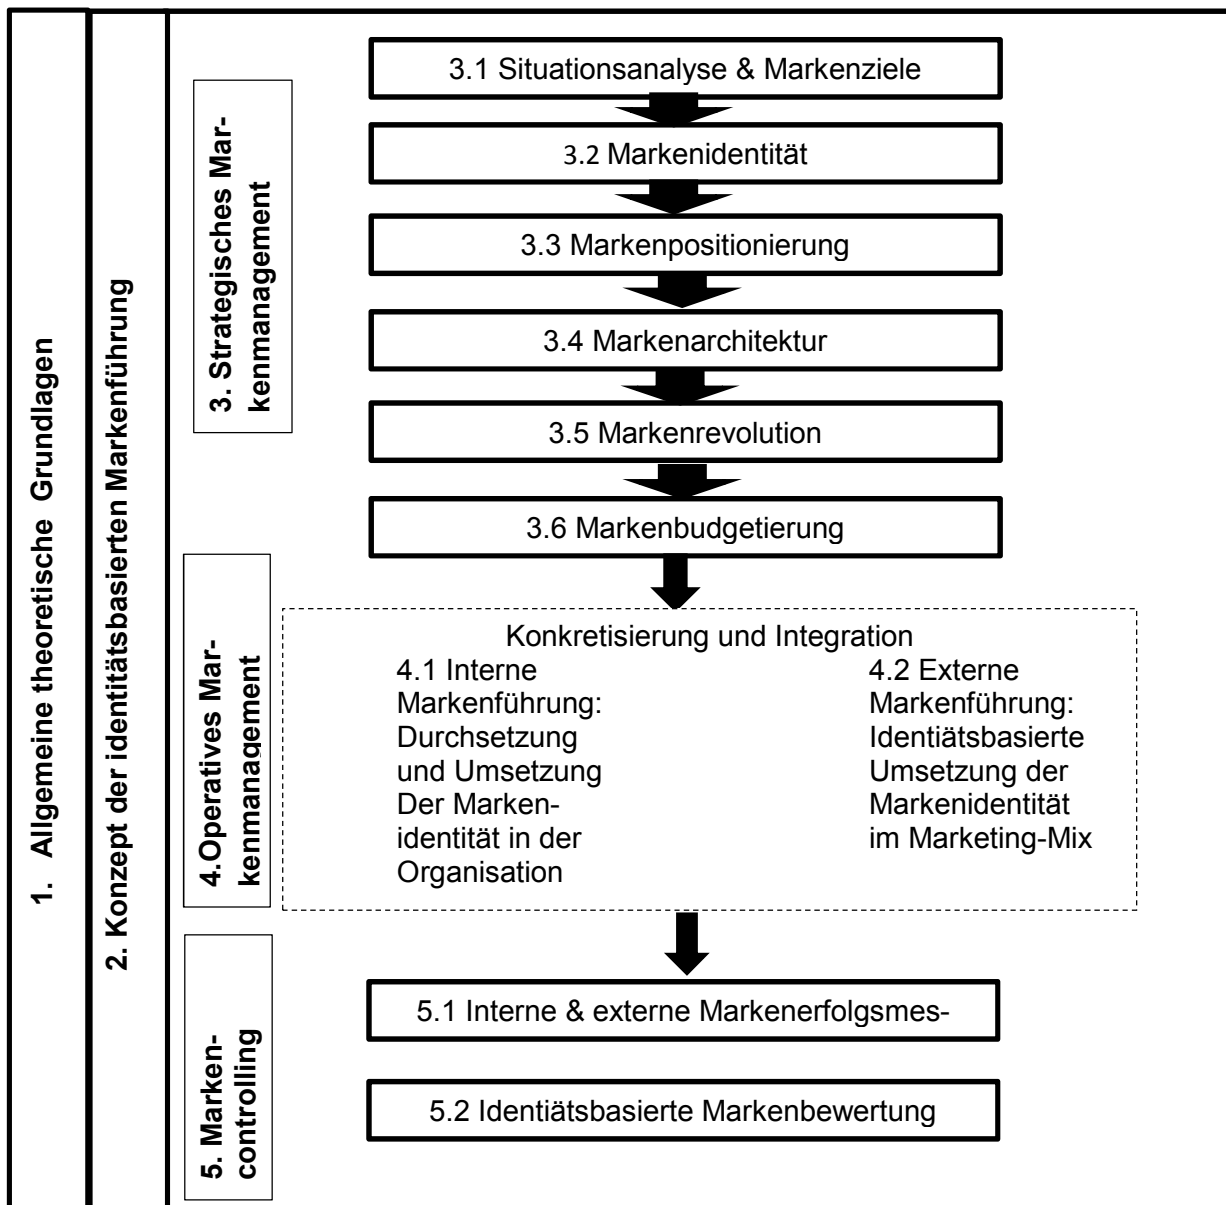 1. Allgemeine theoretische Grundlagen
2. Konzept der identitätsbasierten Markenführung
3. Strategisches Mar-
kenmanagement
3.1 Situationsanalyse & Markenziele
3.2 Markenidentität
3.3 Markenpositionierung
3.4 Markenarchitektur
3.5 Markenrevolution
3.6 Markenbudgetierung
4.Operatives Mar-
kenmanagement
Konkretisierung und Integration
4.1 Interne
Markenführung:
Durchsetzung
und Umsetzung
Der Marken-
identität in der
Organisation
4.2 Externe
Markenführung:
Identiätsbasierte
Umsetzung der
Markenidentität
im Marketing-Mix
5. Marken-
controlling
5.1 Interne & externe Markenerfolgsmes-
5.2 Identiätsbasierte Markenbewertung